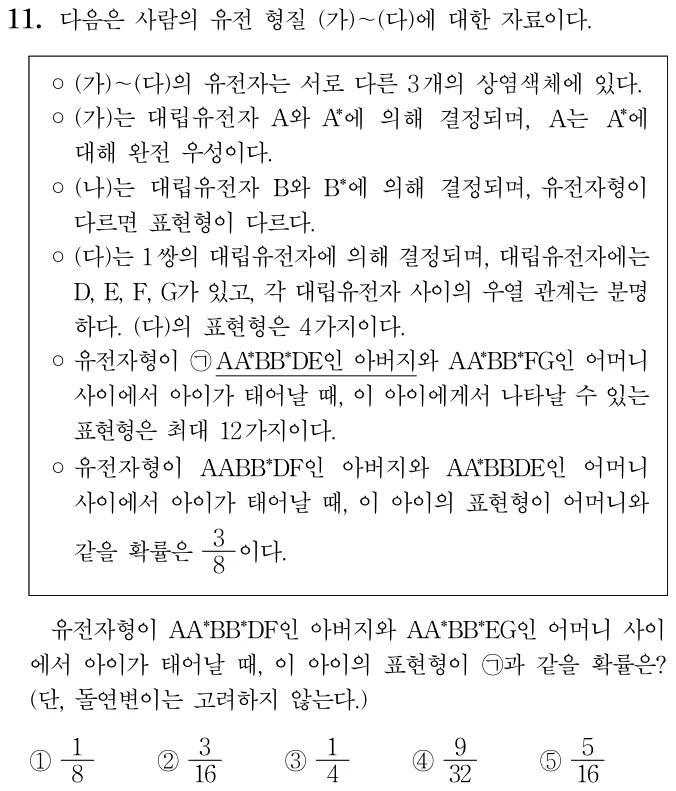 11. 다음은 사람의 유전 형질 (가)~(다)에 대한 자료이다.
○ (가)~(다)의 유전자는 서로 다른 3개의 상염색체에 있다.
○ (가)는 대립유전자 A와 A*에 의해 결정되며, A는 A*에
대해 완전 우성이다.
○ (나)는 대립유전자 B와 B*에 의해 결정되며, 유전자형이
다르면 표현형이 다르다.
○ (다)는 1쌍의 대립유전자에 의해 결정되며, 대립유전자에는
D, E, F, G가 있고, 각 대립유전자 사이의 우열 관계는 분명
하다. (다)의 표현형은 4가지이다.
○ 유전자형이 ㉠ AA*BB*DE인 아버지와 AA*BB*FG인 어머니
사이에서 아이가 태어날 때, 이 아이에게서 나타날 수 있는
표현형은 최대 12가지이다.
○ 유전자형이 AABB*DF인 아버지와 AA*BBDE인 어머니
사이에서 아이가 태어날 때, 이 아이의 표현형이 어머니와
같을 확률은 3/8이다.
유전자형이 AA*BB*DF인 아버지와 AA*BB*EG인 어머니 사이
에서 아이가 태어날 때, 이 아이의 표현형이 ㉠과 같을 확률은?
(단, 돌연변이는 고려하지 않는다.)
① 1/8 ② 3/16 ③ 1/4 ④ 9/32 ⑤ 5/16